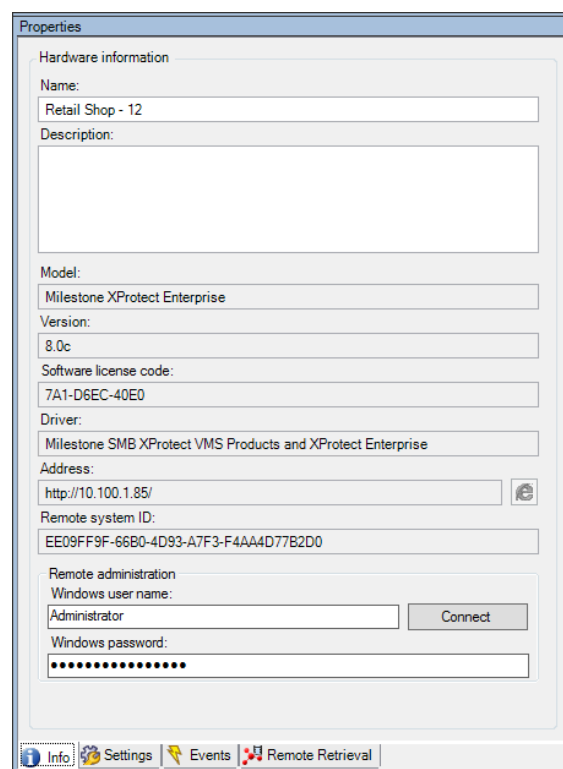 Properties
Hardware information
Name:
Retail Shop - 12
Description:
Model:
Milestone XProtect Enterprise
Version:
8.0c
Software license code:
7A1-D6EC-40E0
Driver:
Milestone SMB XProtect VMS Products and XProtect Enterprise
Address:
http://10.100.1.85/
Remote system ID:
EE09FF9F-66B0-4D93-A7F3-F4AA4D77B2D0
Remote administration
Windows user name:
Administrator Connect
Windows password:
●●●●●●●●●●●●●●●●
Info Settings Events Remote Retrieval